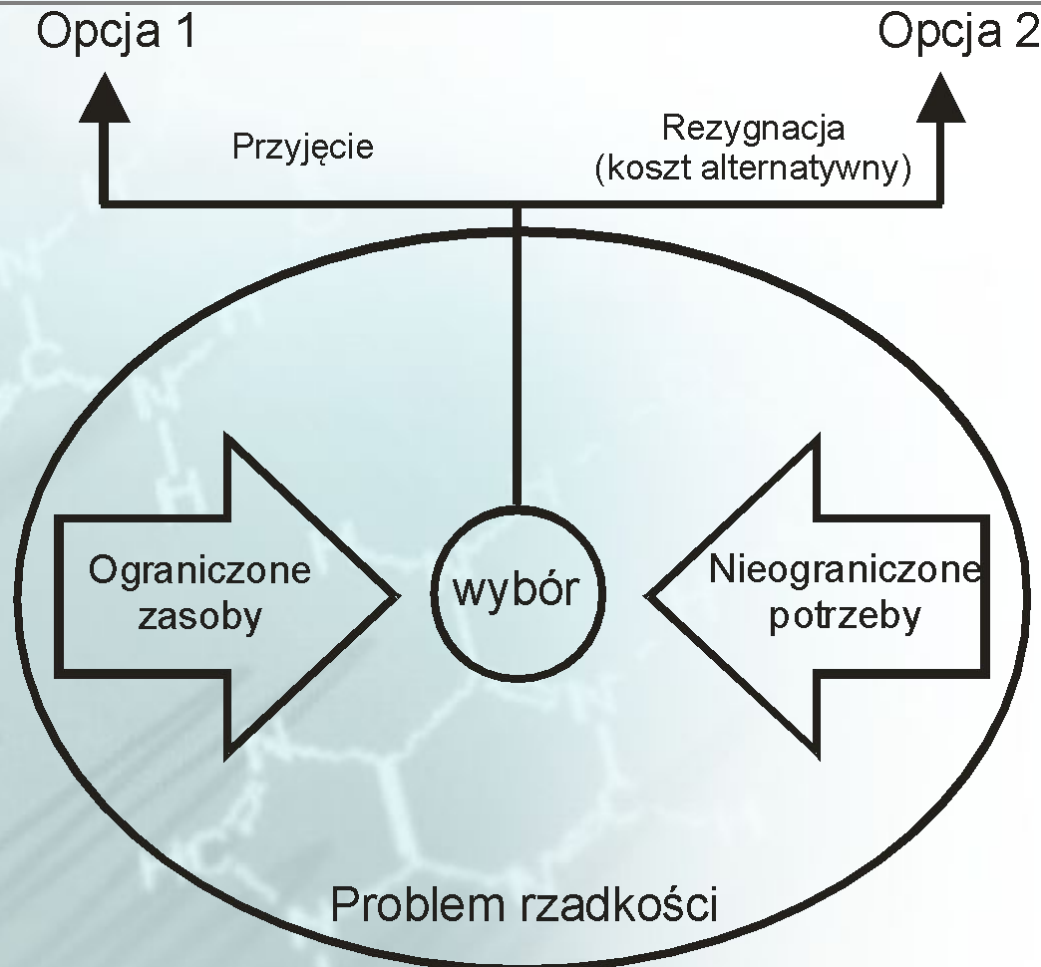 Opcja 1
Opcja 2
Przyjęcie
Rezygnacja
(koszt alternatywny)
Ograniczone
zasoby
wybór
Nieograniczone
potrzeby
Problem rzadkości